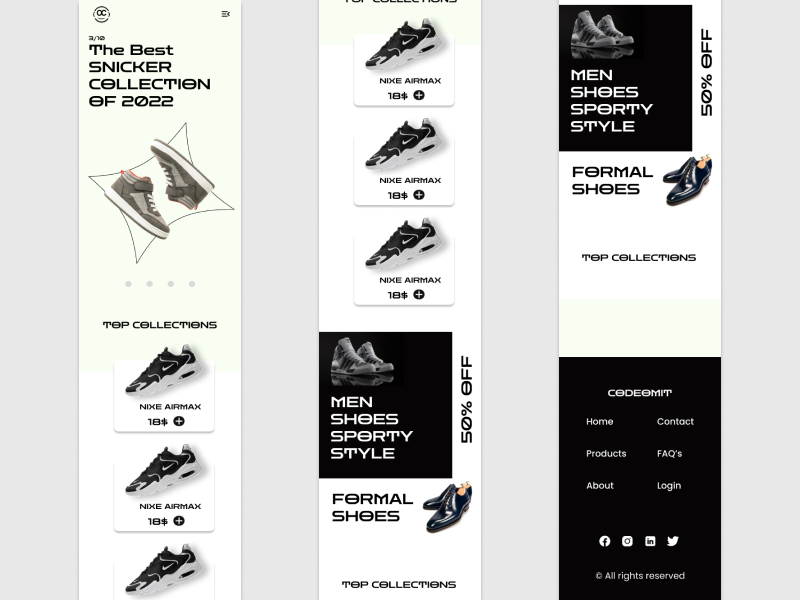 OC
3/10
The Best
SNICKER
COLLECTION
OF 2022
TOP COLLECTIONS
NIXE AIRMAX
18$
NIXE AIRMAX
18$
TOP COLLECTIONS
NIXE AIRMAX
18$
NIXE AIRMAX
18$
NIXE AIRMAX
18$
MEN
SHOES
SPORTY
STYLE
50% OFF
FORMAL
SHOES
TOP COLLECTIONS
MEN
SHOES
SPORTY
STYLE
50% OFF
FORMAL
SHOES
TOP COLLECTIONS
CODEOMIT
Home Contact
Products FAQ's
About Login
© All rights reserved